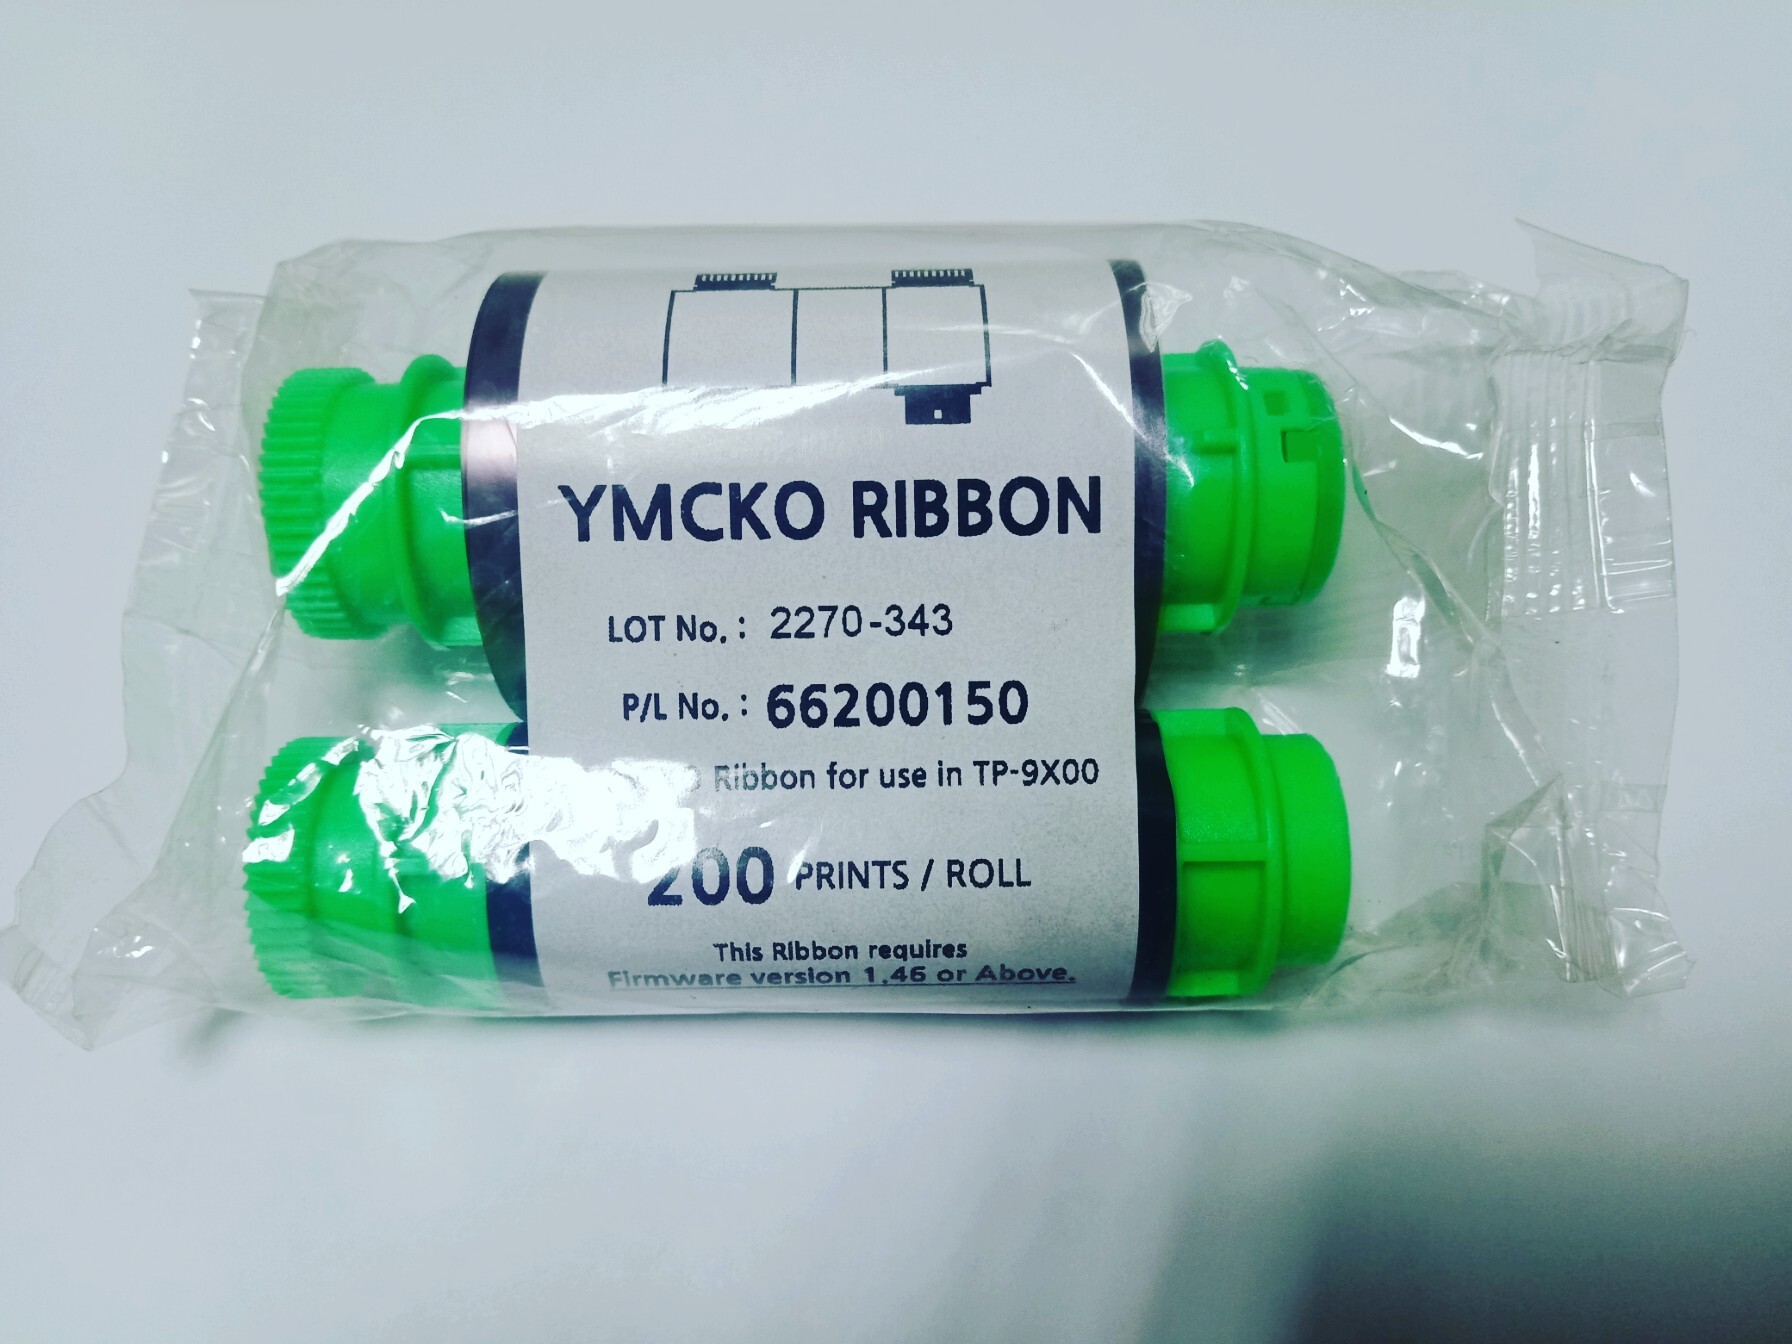 YMCKO RIBBON
LOT No. : 2270-343
P/L No. : 66200150
Ribbon for use in TP-9X00
200 PRINTS / ROLL
This Ribbon requires
Firmware version 1.46 or Above.